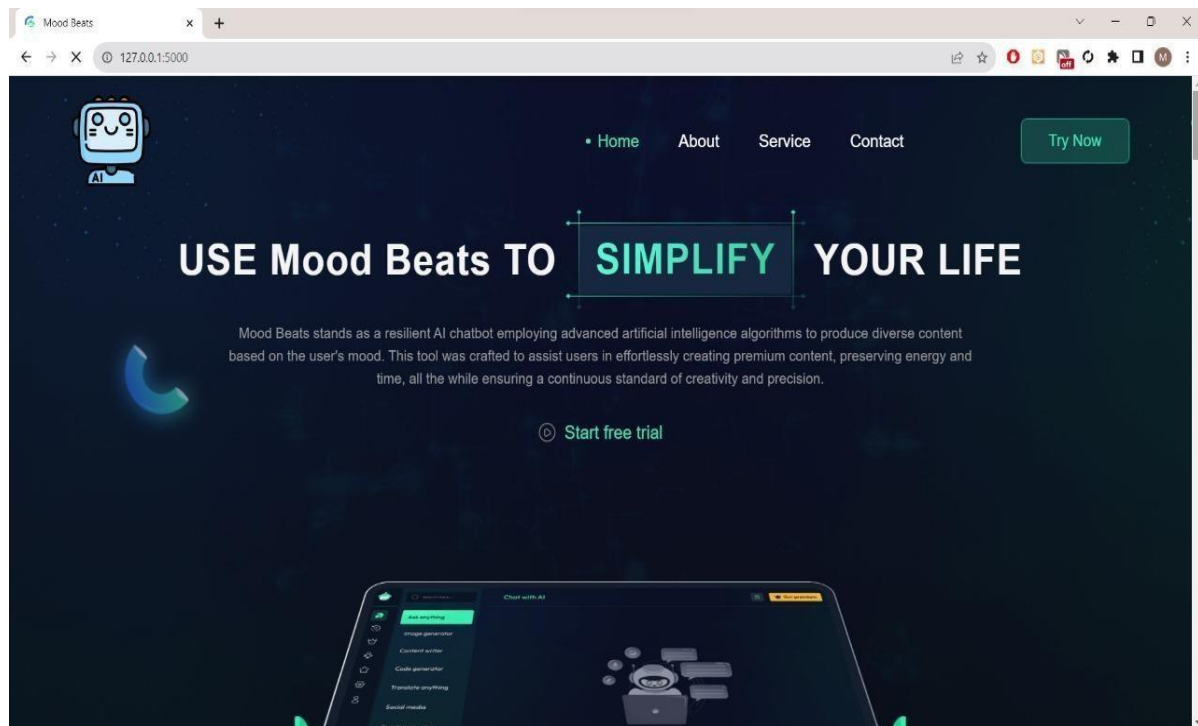 Mood Beats
127.0.0.1:5000
off
M
AI
Home About Service Contact Try Now
USE Mood Beats TO SIMPLIFY YOUR LIFE
Mood Beats stands as a resilient AI chatbot employing advanced artificial intelligence algorithms to produce diverse content
based on the user's mood. This tool was crafted to assist users in effortlessly creating premium content, preserving energy and
time, all the while ensuring a continuous standard of creativity and precision.
Start free trial
Chat with AI
Ask anything
Image generator
Content writer
Code generator
Translate anything
Social media